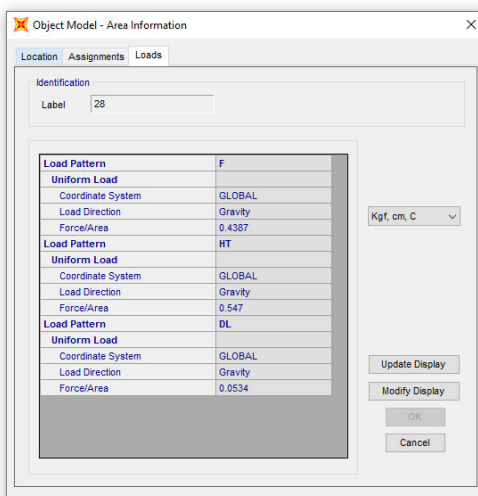 Object Model - Area Information
Location Assignments Loads
Identification
Label 28
Load Pattern F
Uniform Load
Coordinate System GLOBAL
Load Direction Gravity
Force/Area 0.4387
Load Pattern HT
Uniform Load
Coordinate System GLOBAL
Load Direction Gravity
Force/Area 0.547
Load Pattern DL
Uniform Load
Coordinate System GLOBAL
Load Direction Gravity
Force/Area 0.0534
Kgf, cm, C
Update Display
Modify Display
OK
Cancel